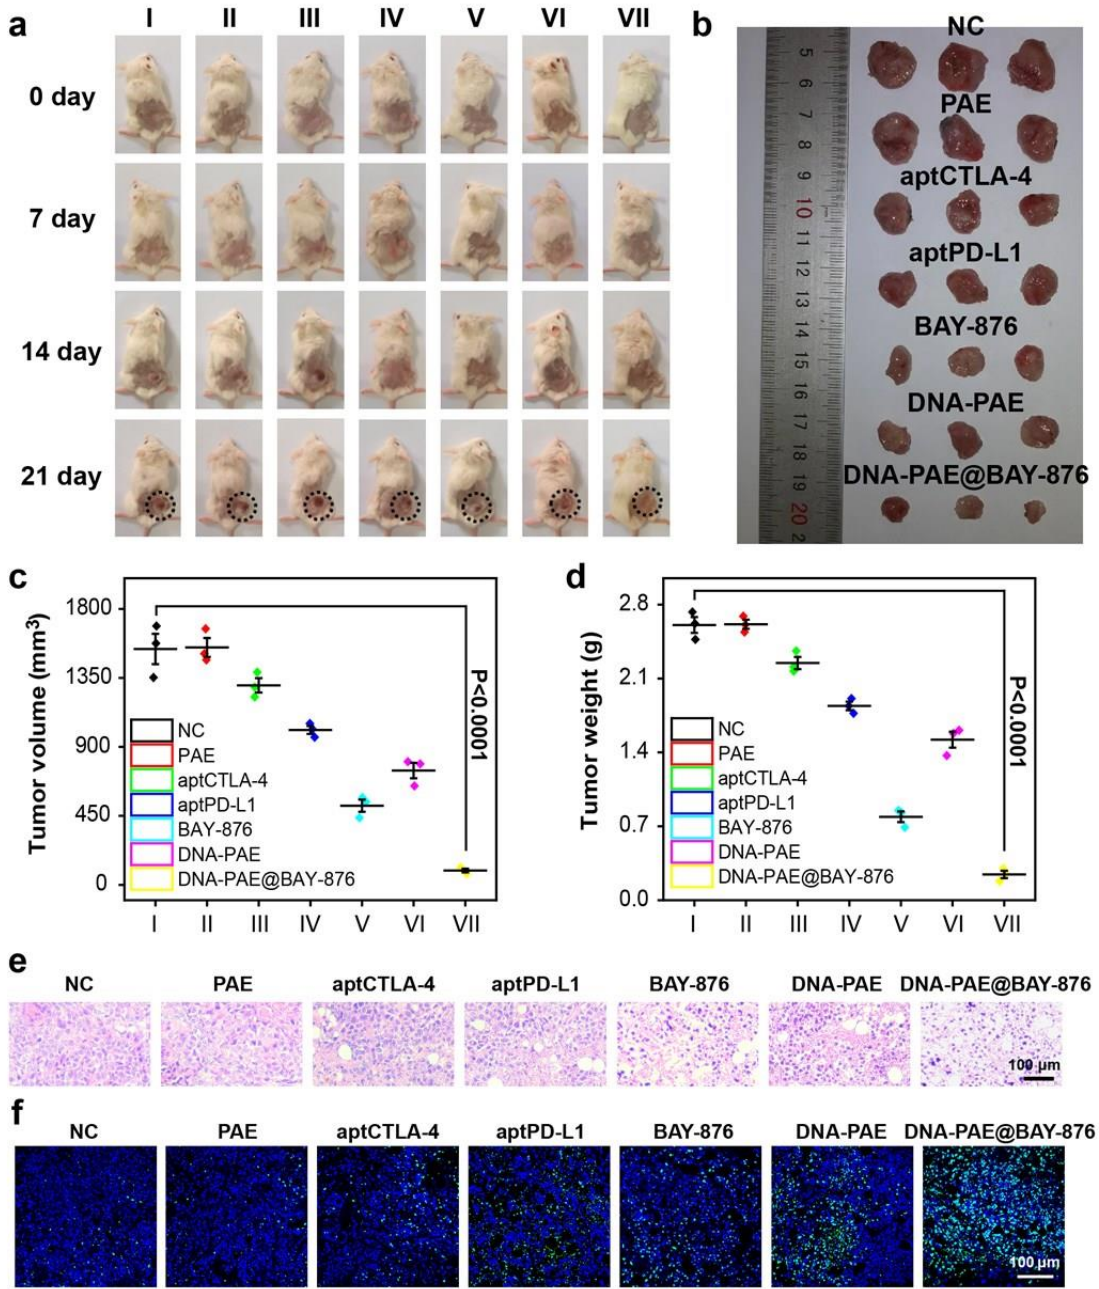 a
I II III IV V VI VII
0 day
7 day
14 day
21 day
b
NC
PAE
aptCTLA-4
aptPD-L1
BAY-876
DNA-PAE
DNA-PAE@BAY-876
5
6
7
8
9
10
11
12
13
14
15
16
17
18
19
20
2
c
Tumor volume (mm³)
1800
1350
900
450
0
P<0.0001
NC
PAE
aptCTLA-4
aptPD-L1
BAY-876
DNA-PAE
DNA-PAE@BAY-876
I II III IV V VI VII
d
Tumor weight (g)
2.8
2.1
1.4
0.7
0.0
P<0.0001
NC
PAE
aptCTLA-4
aptPD-L1
BAY-876
DNA-PAE
DNA-PAE@BAY-876
I II III IV V VI VII
e
NC PAE aptCTLA-4 aptPD-L1 BAY-876 DNA-PAE DNA-PAE@BAY-876
100 μm
f
NC PAE aptCTLA-4 aptPD-L1 BAY-876 DNA-PAE DNA-PAE@BAY-876
100 μm